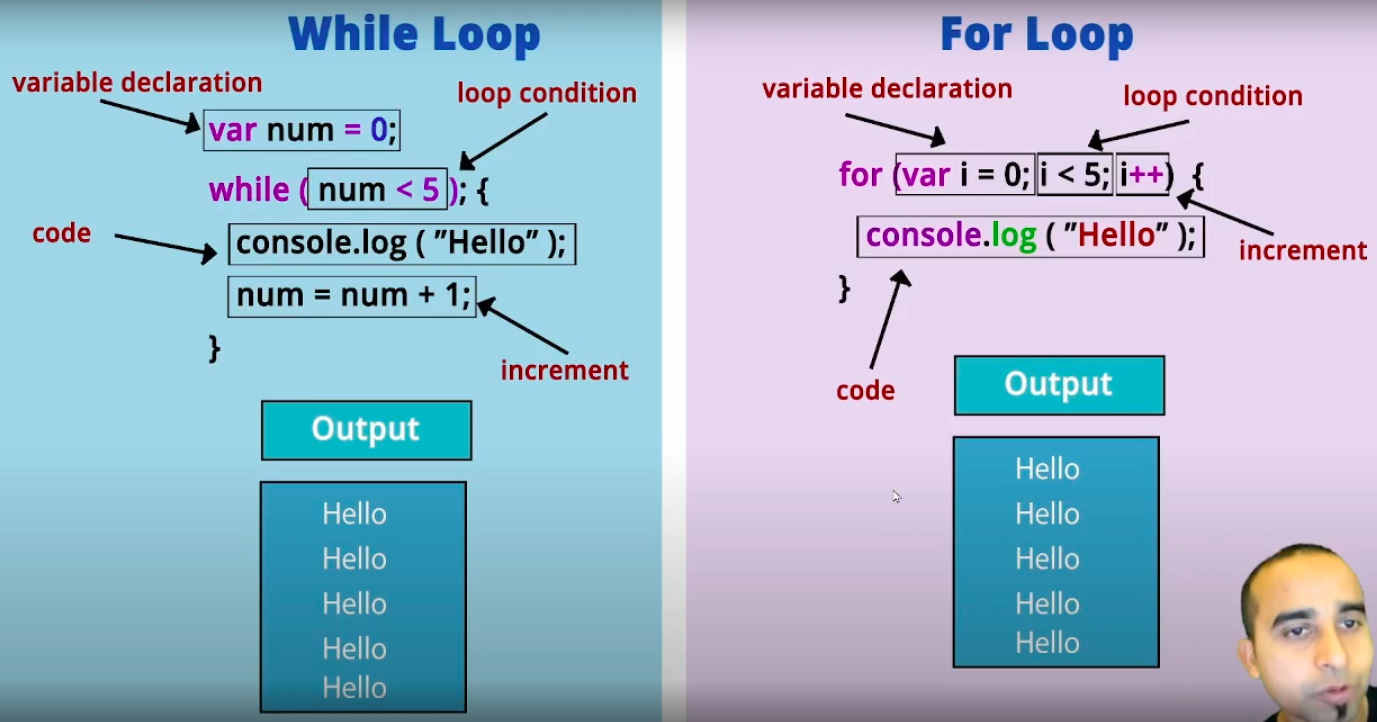 While Loop
variable declaration
loop condition
var num = 0;
while ( num < 5 ); {
code
console.log ( ”Hello” );
num = num + 1;
}
increment
Output
Hello
Hello
Hello
Hello
Hello
For Loop
variable declaration
loop condition
for (var i = 0; i < 5; i++) {
console.log ( ”Hello” );
increment
}
code
Output
Hello
Hello
Hello
Hello
Hello